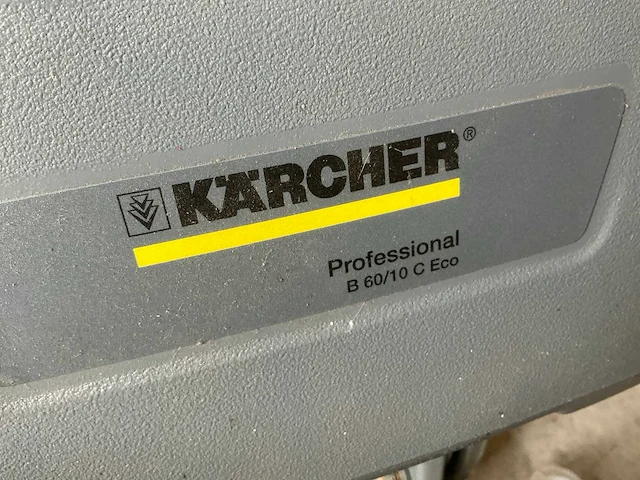 KÄRCHER®
Professional
B 60/10 C Eco